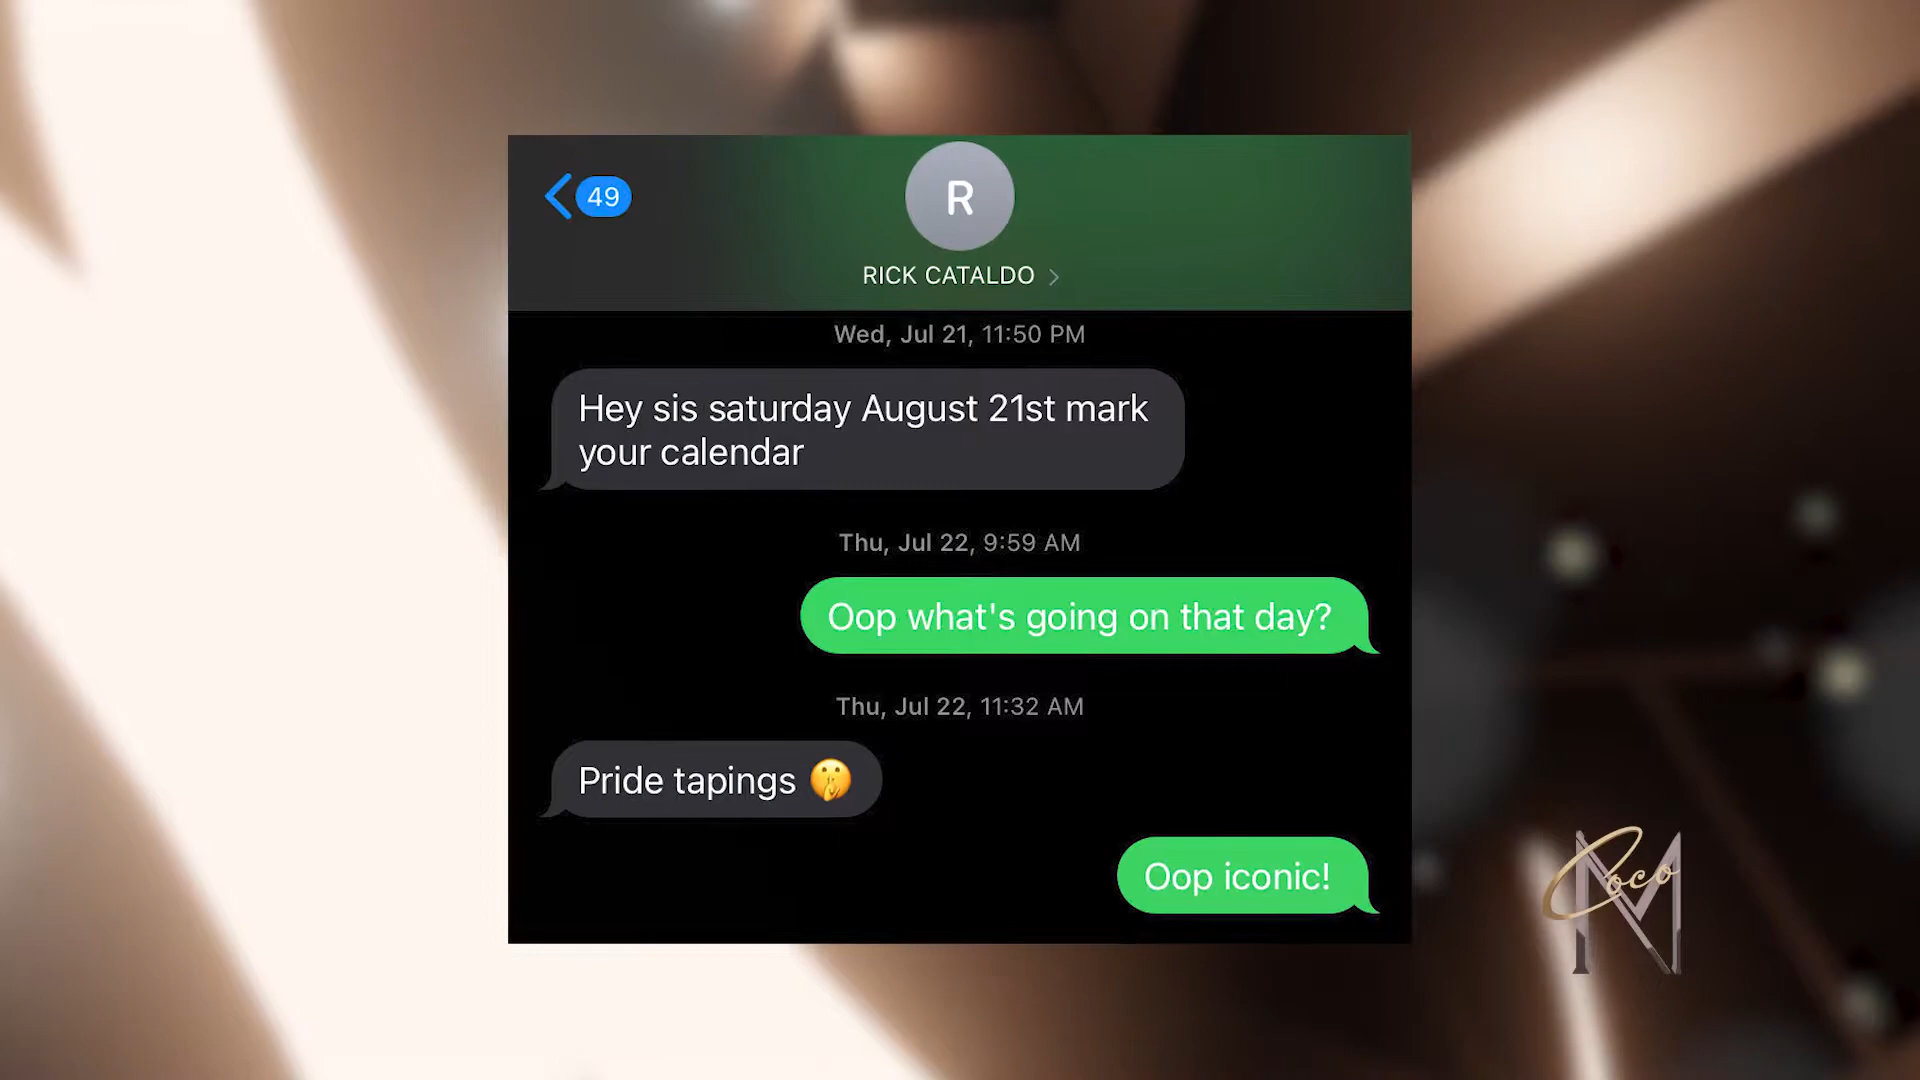 49
R
RICK CATALDO
Wed, Jul 21, 11:50 PM
Hey sis saturday August 21st mark
your calendar
Thu, Jul 22, 9:59 AM
Oop what's going on that day?
Thu, Jul 22, 11:32 AM
Pride tapings 🤫
Oop iconic!
Coco
M